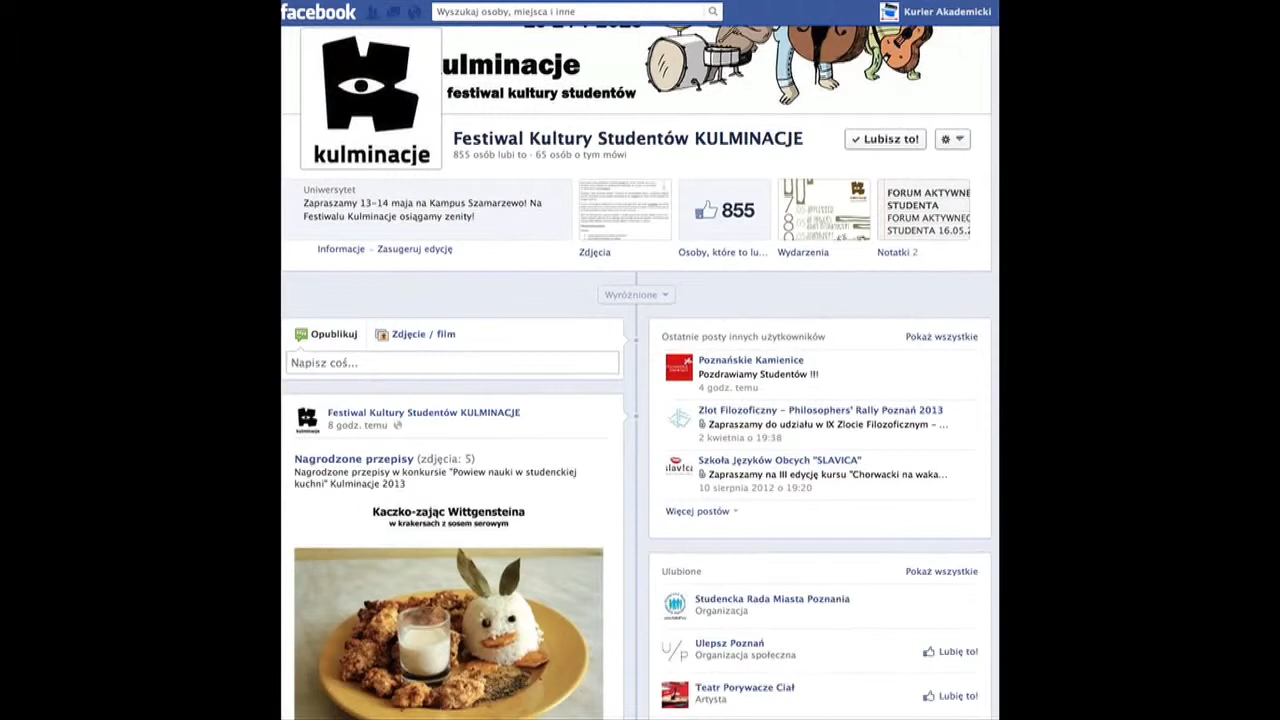 facebook
Wyszukaj osoby, miejsca i inne
Kurier Akademicki
ulminacje
festiwal kultury studentów
kulminacje
Festiwal Kultury Studentów KULMINACJE
855 osób lubi to · 65 osób o tym mówi
✓ Lubisz to!
Uniwersytet
Zapraszamy 13-14 maja na Kampus Szamarzewo! Na
Festiwalu Kulminacje osiągamy zenity!
Informacje – Zasugeruj edycję
855
FORUM AKTYWNE
STUDENTA
FORUM AKTYWNEC
STUDENTA 16.05.2
Zdjęcia
Osoby, które to lu...
Wydarzenia
Notatki 2
Wyróżnione
Opublikuj
Zdjęcie / film
Napisz coś...
Festiwal Kultury Studentów KULMINACJE
8 godz. temu
Nagrodzone przepisy (zdjęcia: 5)
Nagrodzone przepisy w konkursie "Powiew nauki w studenckiej
kuchni" Kulminacje 2013
Kaczko-zając Wittgensteina
w krakersach z sosem serowym
Ostatnie posty innych użytkowników
Pokaż wszystkie
Poznańskie Kamienice
Pozdrawiamy Studentów !!!
4 godz. temu
Zlot Filozoficzny – Philosophers' Rally Poznań 2013
Zapraszamy do udziału w IX Zlocie Filozoficznym – ...
2 kwietnia o 19:38
slavica
Szkoła Języków Obcych "SLAVICA"
Zapraszamy na III edycję kursu "Chorwacki na waka...
10 sierpnia 2012 o 19:20
Więcej postów
Ulubione
Pokaż wszystkie
Studencka Rada Miasta Poznania
Organizacja
U/P
Ulepsz Poznań
Organizacja społeczna
Lubię to!
Teatr Porywacze Ciał
Artysta
Lubię to!